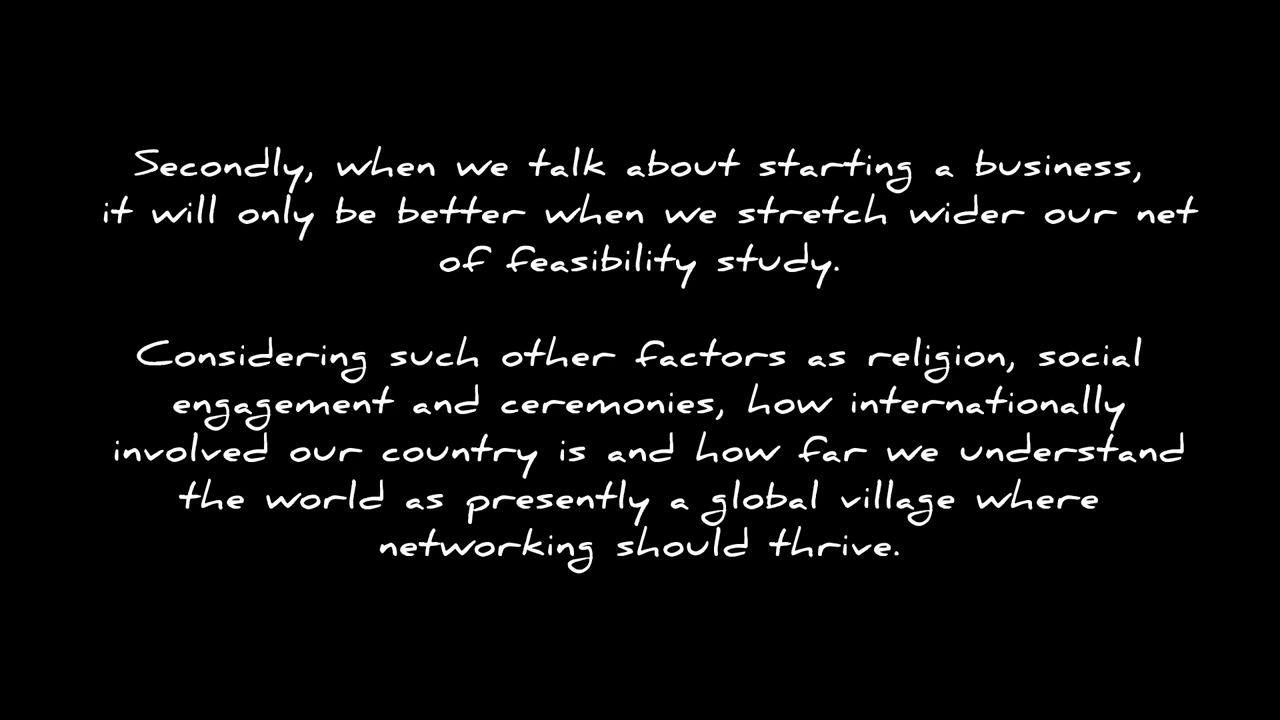 Secondly, when we talk about starting a business,
it will only be better when we stretch wider our net
of feasibility study.
Considering such other factors as religion, social
engagement and ceremonies, how internationally
involved our country is and how far we understand
the world as presently a global village where
networking should thrive.